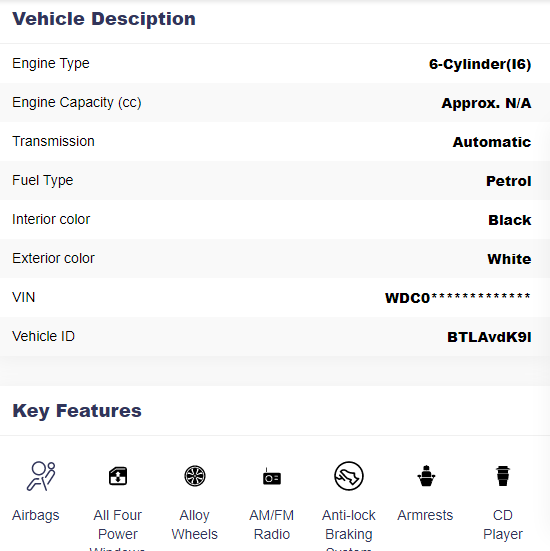 Vehicle Desciption
Engine Type 6-Cylinder(I6)
Engine Capacity (cc) Approx. N/A
Transmission Automatic
Fuel Type Petrol
Interior color Black
Exterior color White
VIN WDC0*************
Vehicle ID BTLAvdK9I
Key Features
Airbags All Four Alloy AM/FM Anti-lock Armrests CD
Power Wheels Radio Braking Player
Windows System